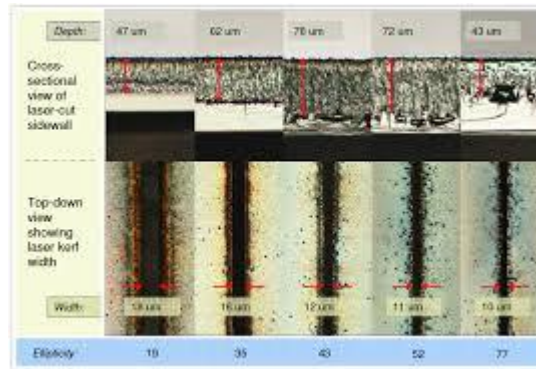 Depth: 47 um 62 um 78 um 72 um 43 um
Cross-
sectional
view of
laser-cut
sidewall
Top-down
view
showing
laser kerf
width
Width: 18 um 16 um 12 um 11 um 10 um
Ellipticity 19 35 43 52 77